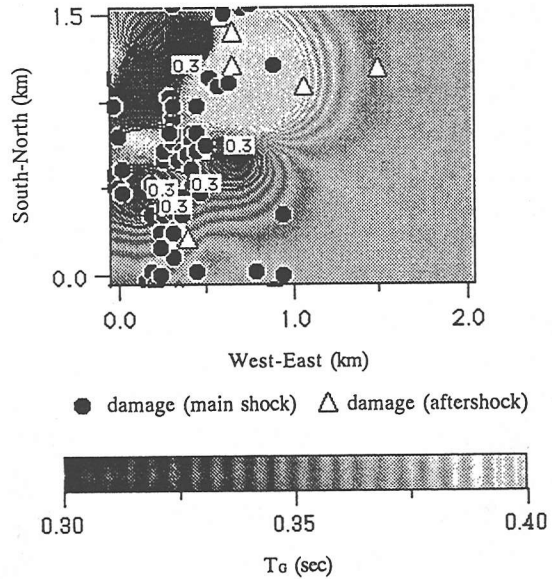 1.5
South-North (km)
0.0
0.3
0.3
0.3
0.3
0.3
0.0
1.0
2.0
West-East (km)
damage (main shock)
damage (aftershock)
0.30
0.35
0.40
TG (sec)